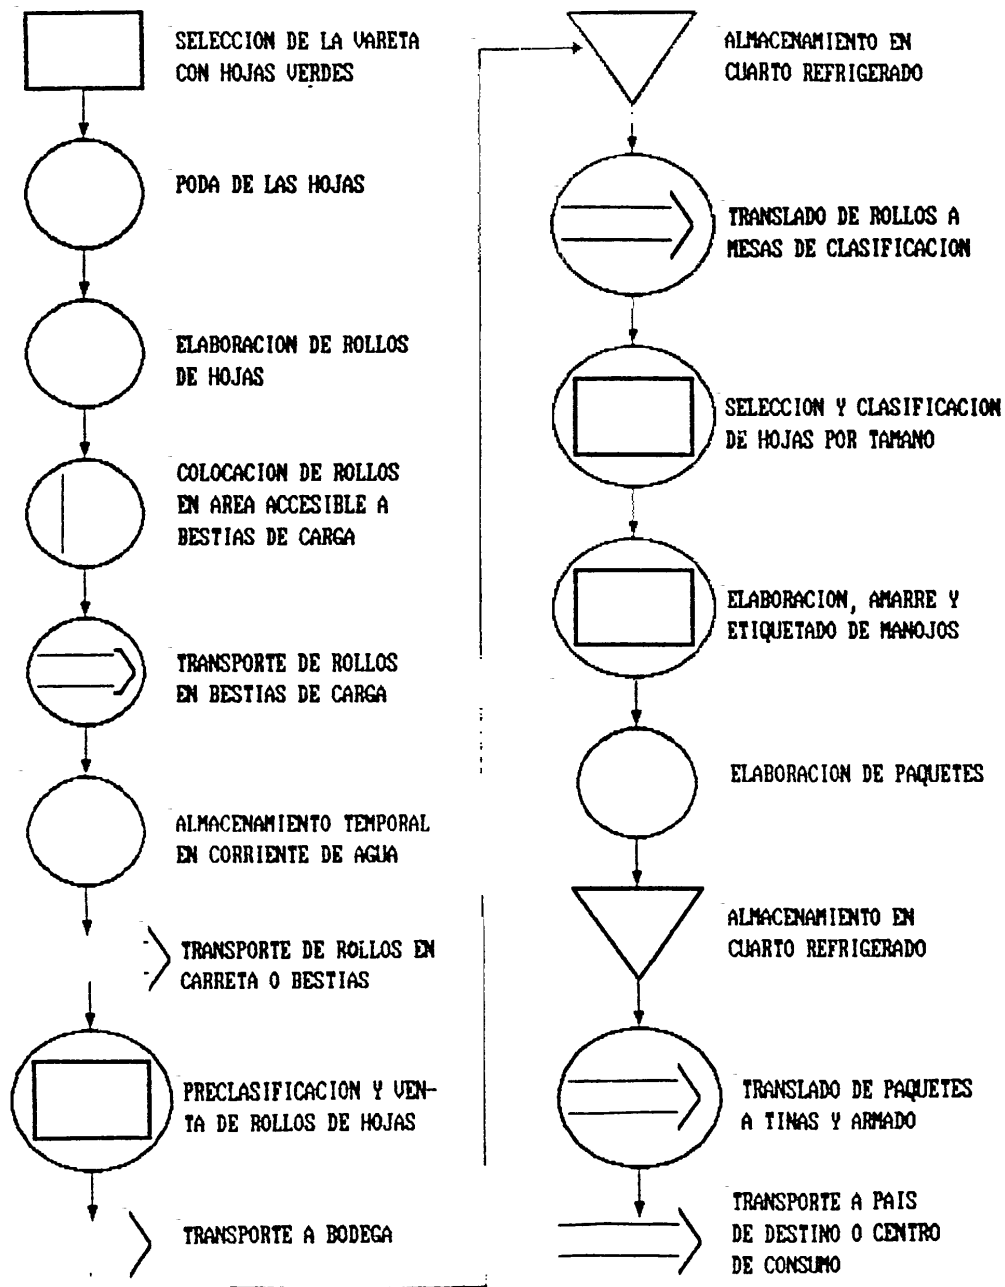 SELECCION DE LA VARETA
CON HOJAS VERDES
PODA DE LAS HOJAS
ELABORACION DE ROLLOS
DE HOJAS
COLOCACION DE ROLLOS
EN AREA ACCESIBLE A
BESTIAS DE CARGA
TRANSPORTE DE ROLLOS
EN BESTIAS DE CARGA
ALMACENAMIENTO TEMPORAL
EN CORRIENTE DE AGUA
TRANSPORTE DE ROLLOS EN
CARRETA O BESTIAS
PRECLASIFICACION Y VEN-
TA DE ROLLOS DE HOJAS
TRANSPORTE A BODEGA
ALMACENAMIENTO EN
CUARTO REFRIGERADO
TRANSLADO DE ROLLOS A
MESAS DE CLASIFICACION
SELECCION Y CLASIFICACION
DE HOJAS POR TAMANO
ELABORACION, AMARRE Y
ETIQUETADO DE MANOJOS
ELABORACION DE PAQUETES
ALMACENAMIENTO EN
CUARTO REFRIGERADO
TRANSLADO DE PAQUETES
A TINAS Y ARMADO
TRANSPORTE A PAIS
DE DESTINO O CENTRO
DE CONSUMO